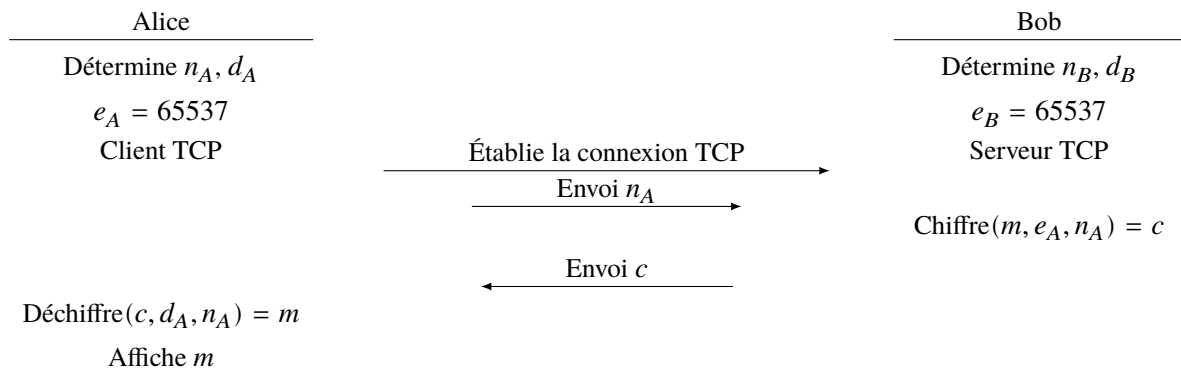 Alice
Bob
Détermine n_A, d_A
Détermine n_B, d_B
e_A = 65537
e_B = 65537
Client TCP
Établie la connexion TCP
Serveur TCP
Envoi n_A
Chiffre(m, e_A, n_A) = c
Envoi c
Déchiffre(c, d_A, n_A) = m
Affiche m